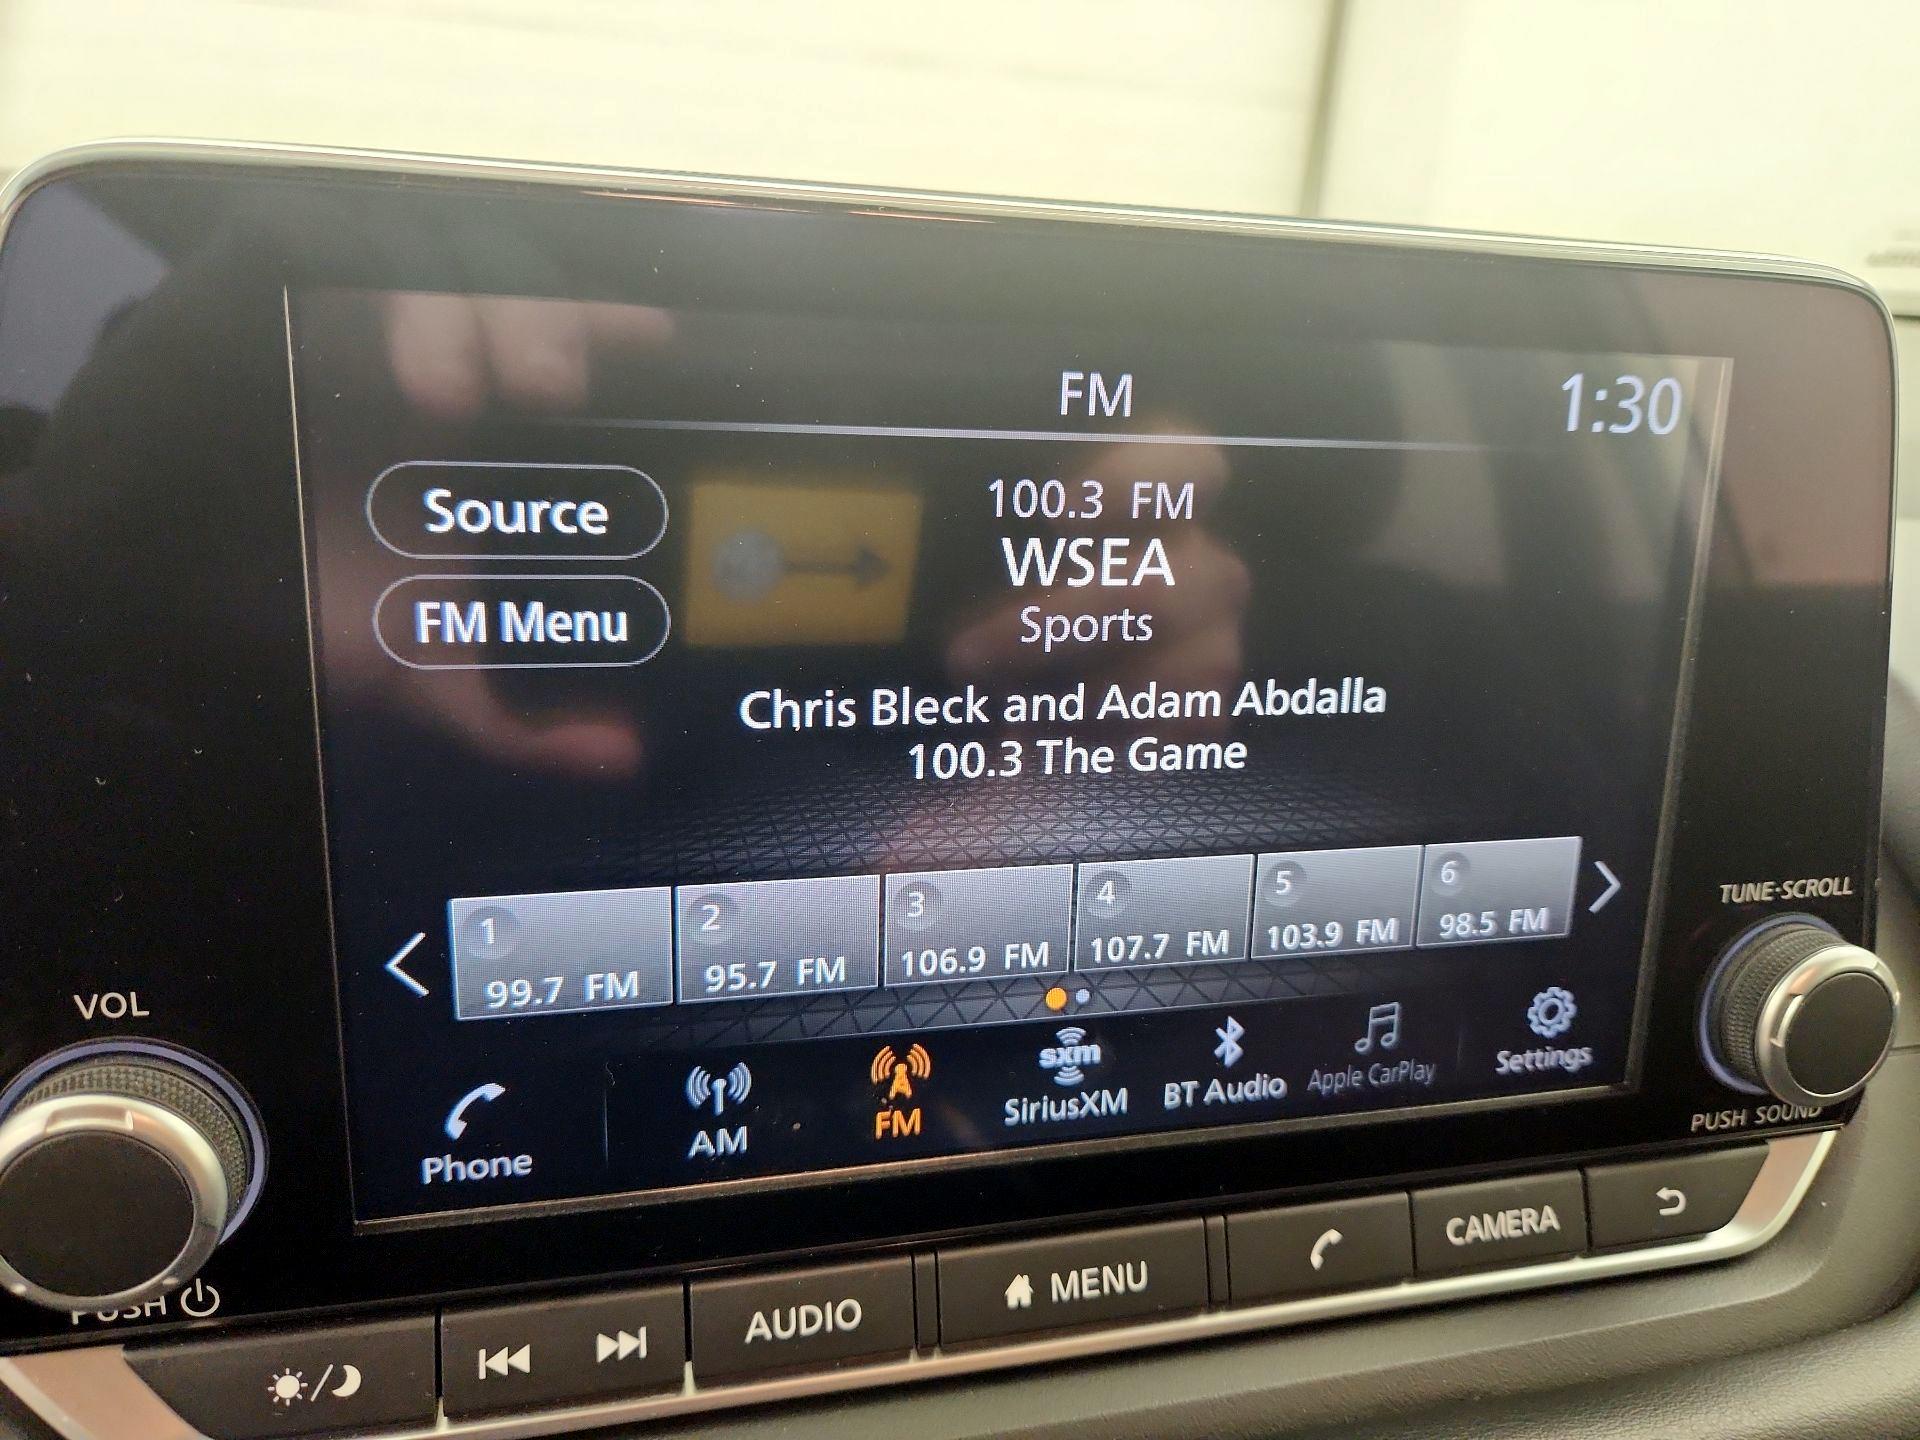 FM
1:30
Source
FM Menu
100.3 FM
WSEA
Sports
Chris Bleck and Adam Abdalla
100.3 The Game
1
99.7 FM
2
95.7 FM
3
106.9 FM
4
107.7 FM
5
103.9 FM
6
98.5 FM
Phone
AM
FM
sxm
SiriusXM
BT Audio
Apple CarPlay
Settings
VOL
PUSH
TUNE·SCROLL
PUSH SOUND
AUDIO
MENU
CAMERA